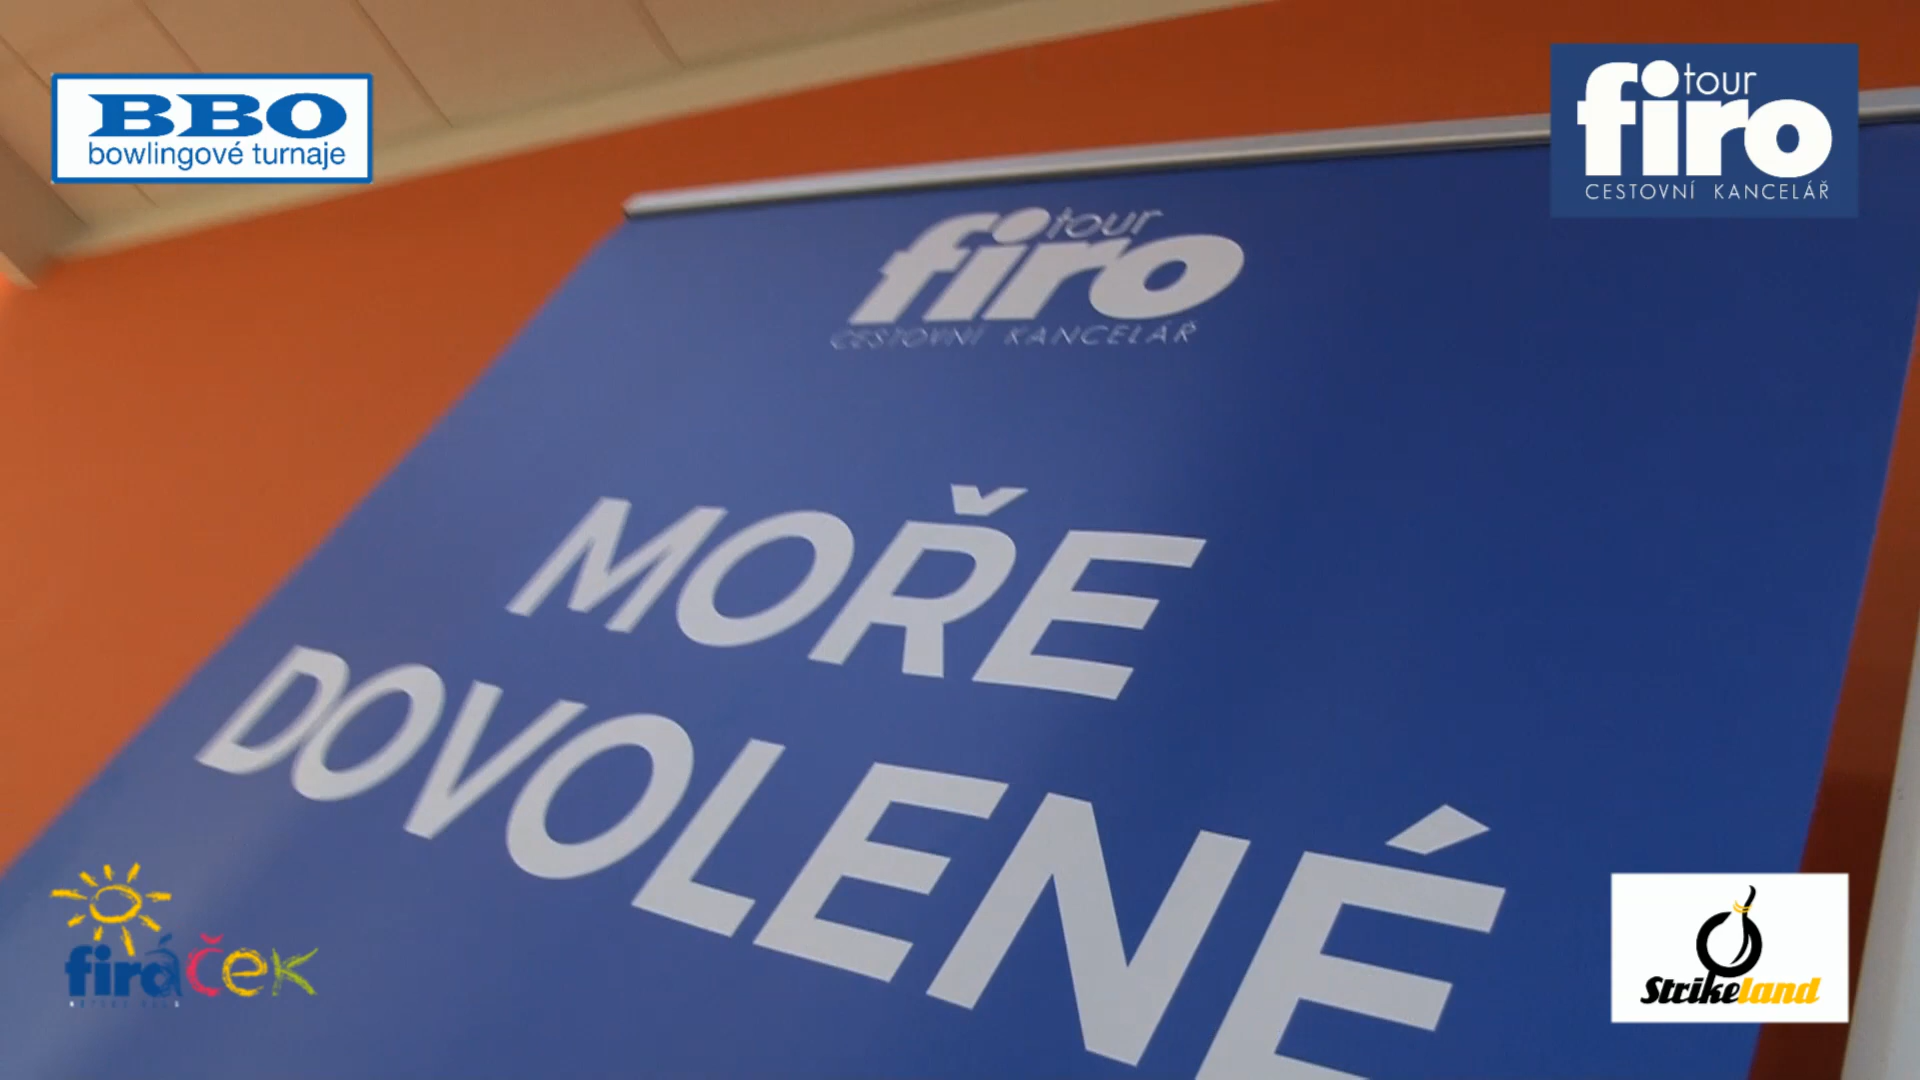 BBO
bowlingové turnaje
tour
firo
CESTOVNÍ KANCELÁŘ
tour
firo
CESTOVNÍ KANCELÁŘ
MOŘE
DOVOLENÉ
firáček
Strikeland